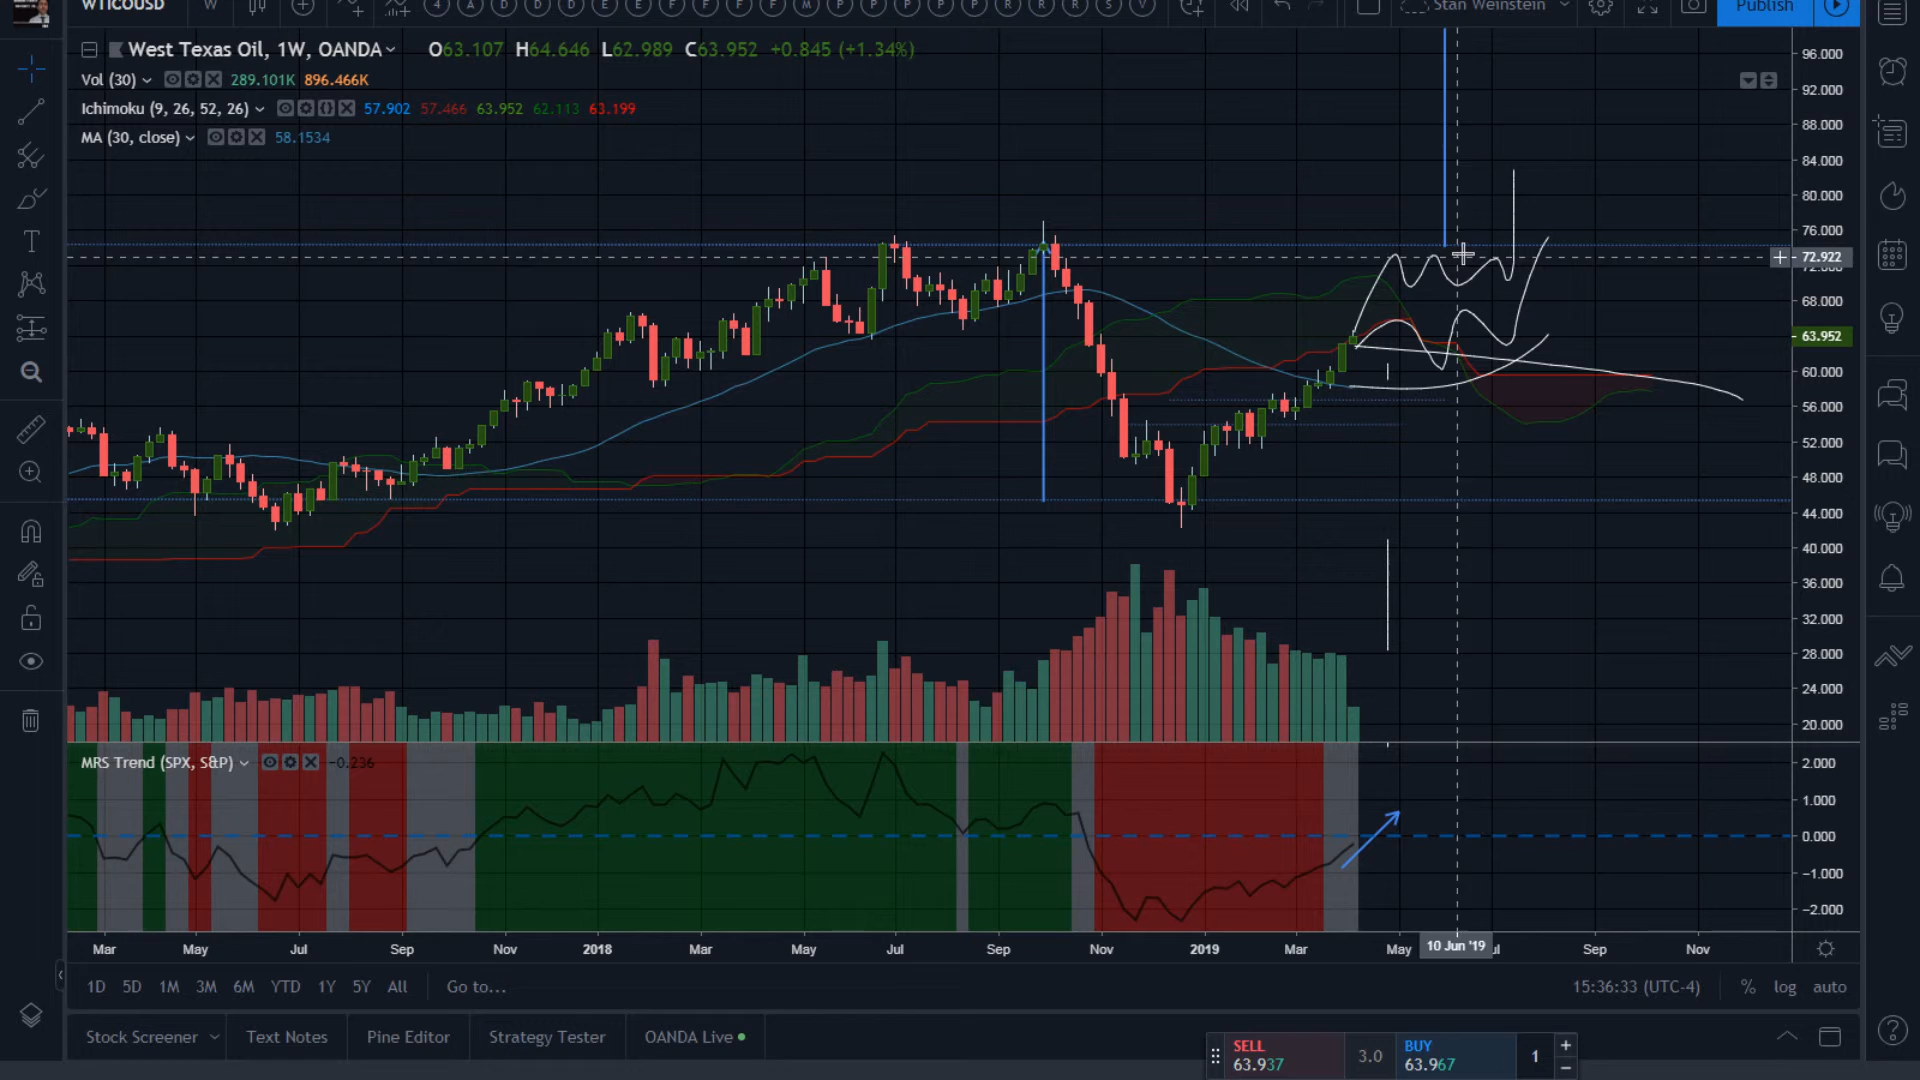 WTICOUSD W 4 A D D D E E F F F F M P P P P P R R R S V Stan Weinstein Publish
West Texas Oil, 1W, OANDA O63.107 H64.646 L62.989 C63.952 +0.845 (+1.34%)
Vol (30) 289.101K 896.466K
Ichimoku (9, 26, 52, 26) 57.902 57.466 63.952 62.113 63.199
MA (30, close) 58.1534
96.000
92.000
88.000
84.000
80.000
76.000
72.922
72.000
68.000
63.952
60.000
56.000
52.000
48.000
44.000
40.000
36.000
32.000
28.000
24.000
20.000
MRS Trend (SPX, S&P) −0.236
2.000
1.000
0.000
−1.000
−2.000
Mar May Jul Sep Nov 2018 Mar May Jul Sep Nov 2019 Mar May 10 Jun '19 ul Sep Nov
1D 5D 1M 3M 6M YTD 1Y 5Y All Go to... 15:36:33 (UTC-4) % log auto
Stock Screener Text Notes Pine Editor Strategy Tester OANDA Live
SELL 63.937 3.0 BUY 63.967 1 + −